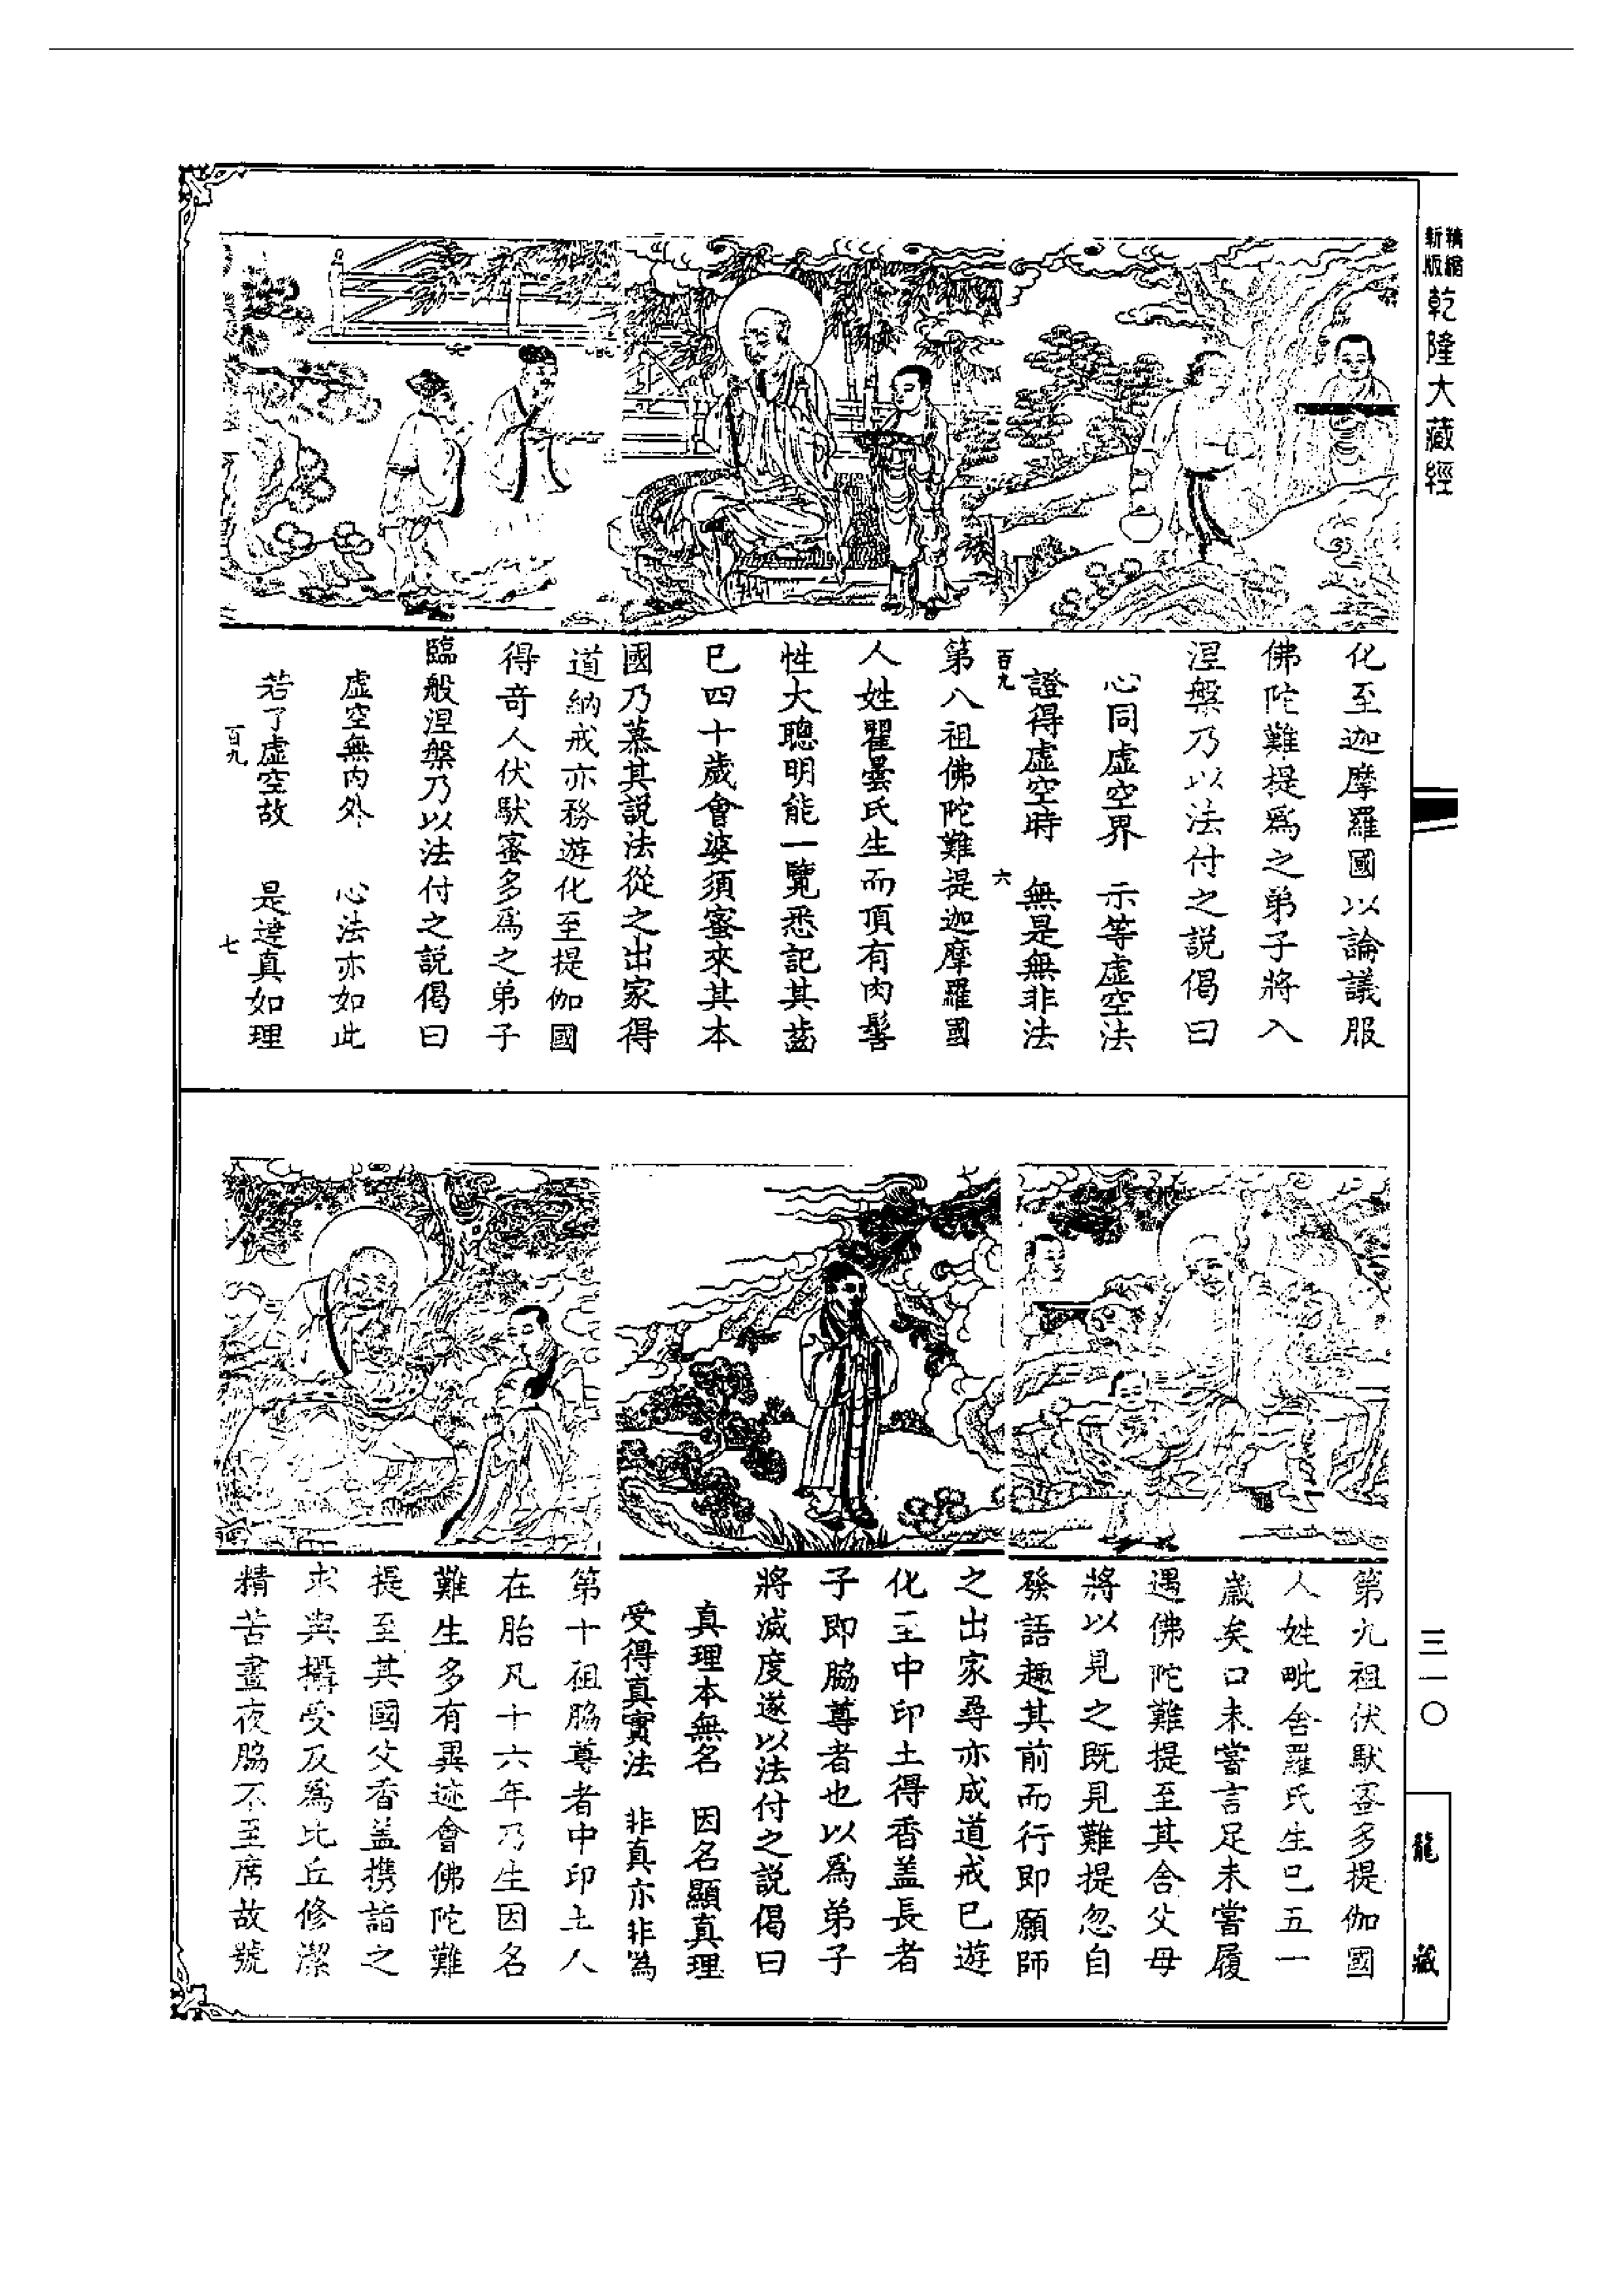 精縮
新版
乾隆大藏經
化至迦摩羅國以論議服
佛陀難提爲之弟子將入
涅槃乃以法付之說偈曰
心同虛空界　示等虛空法
證得虛空時　無是無非法
百九　六
第八祖佛陀難提迦摩羅國
人姓瞿曇氏生而頂有肉髻
性大聰明能一覽悉記其齒
已四十歲會婆須蜜來其本
國乃慕其說法從之出家得
道納戒亦務遊化至提伽國
得奇人伏馱蜜多爲之弟子
臨般涅槃乃以法付之說偈曰
虛空無內外　心法亦如此
若了虛空故　是達真如理
百九　七
三一〇
龍藏
第九祖伏馱蜜多提伽國
人姓毗舍羅氏生已五一
歲矣口未嘗言足未嘗履
遇佛陀難提至其舍父母
將以見之既見難提忽自
發語趣其前而行即願師
之出家尋亦成道戒已遊
化至中印土得香盖長者
子即脇尊者也以爲弟子
將滅度遂以法付之說偈曰
真理本無名　因名顯真理
受得真實法　非真亦非爲
第十祖脇尊者中印土人
在胎凡十六年乃生因名
難生多有異迹會佛陀難
提至其國父香盖携詣之
求與攝受及爲比丘修潔
精苦晝夜脇不至席故號